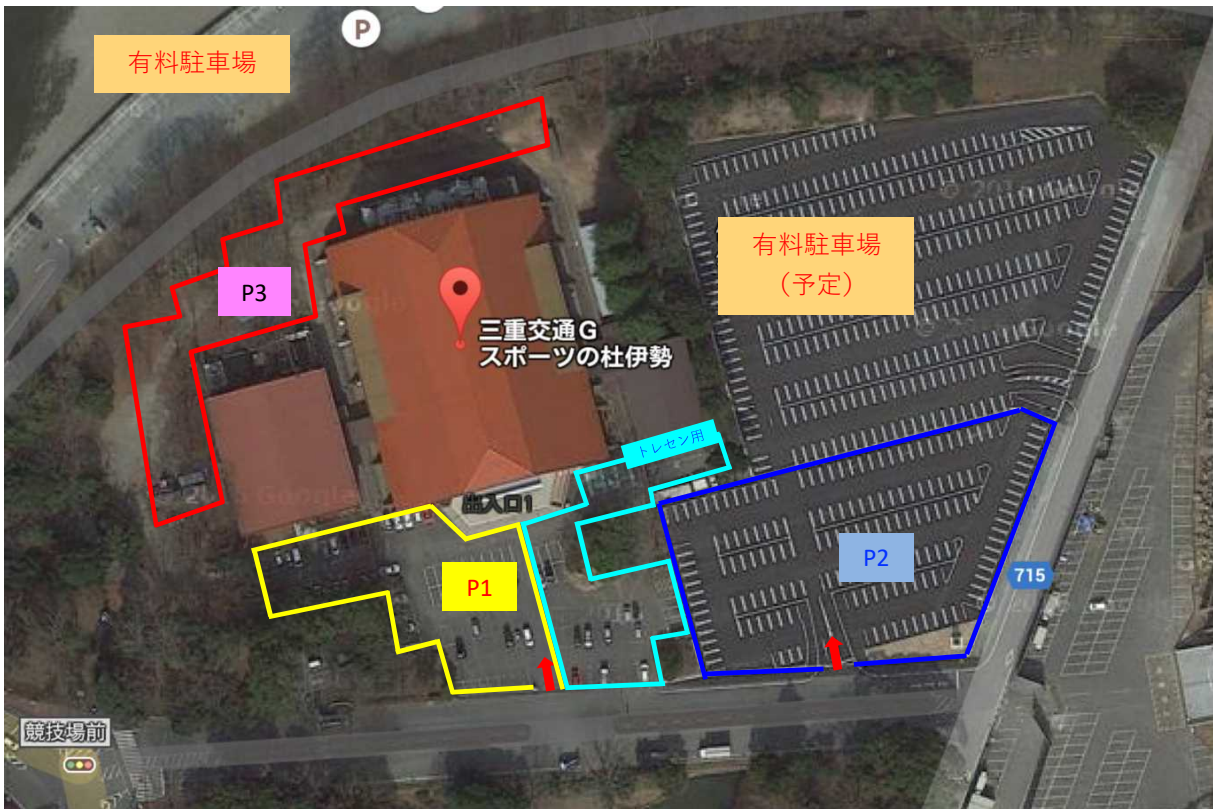 P
有料駐車場
有料駐車場
（予定）
P3
三重交通G
スポーツの杜伊勢
トレセン用
出入口1
P1
P2
715
競技場前